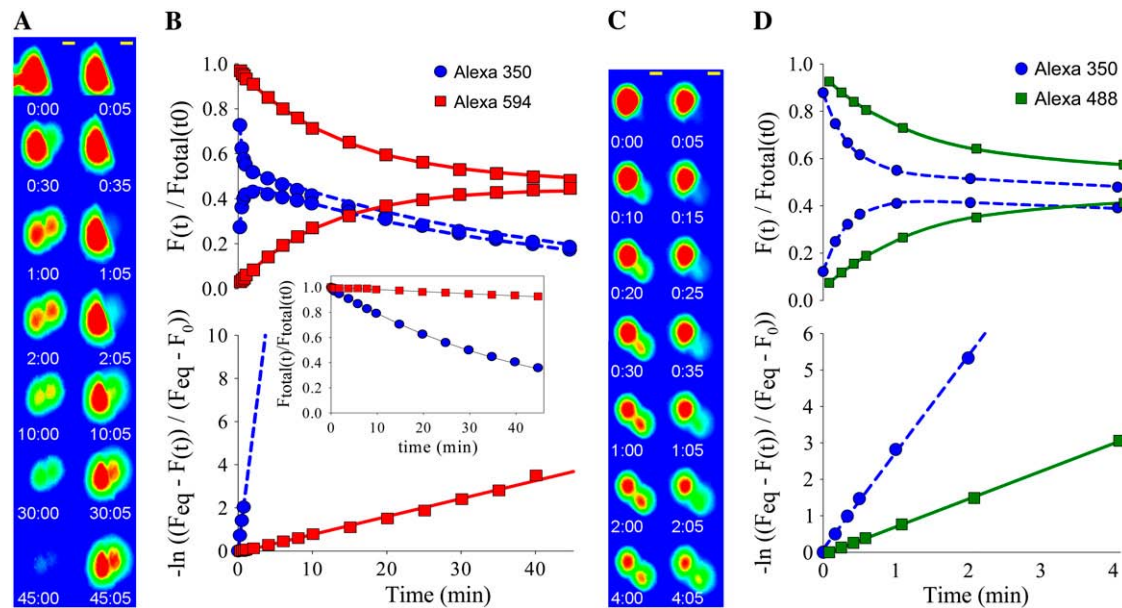 A
0:00 0:05
0:30 0:35
1:00 1:05
2:00 2:05
10:00 10:05
30:00 30:05
45:00 45:05
B
Alexa 350
Alexa 594
F(t) / Ftotal(t0)
1.0
0.8
0.6
0.4
0.2
0.0
Ftotal(t)/Ftotal(t0)
1.0
0.8
0.6
0.4
0.2
0.0
0 10 20 30 40
time (min)
-ln ((Feq - F(t)) / (Feq - F0))
10
8
6
4
2
0
0 10 20 30 40
Time (min)
C
0:00 0:05
0:10 0:15
0:20 0:25
0:30 0:35
1:00 1:05
2:00 2:05
4:00 4:05
D
Alexa 350
Alexa 488
F(t) / Ftotal(t0)
1.0
0.8
0.6
0.4
0.2
0.0
-ln ((Feq - F(t)) / (Feq - F0))
6
5
4
3
2
1
0
0 1 2 3 4
Time (min)